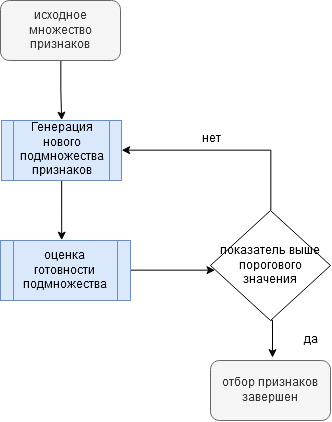 исходное
множество
признаков
Генерация
нового
подмножества
признаков
нет
оценка
готовности
подмножества
показатель выше
порогового
значения
да
отбор признаков
завершен